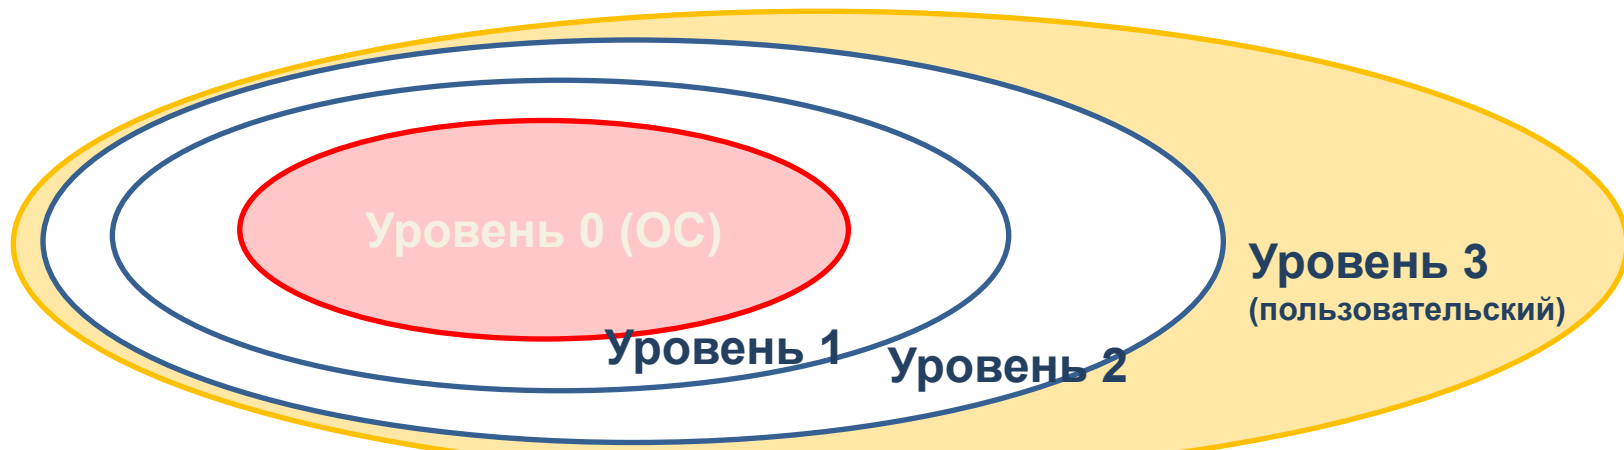 Уровень 0 (ОС)
Уровень 3
(пользовательский)
Уровень 1
Уровень 2